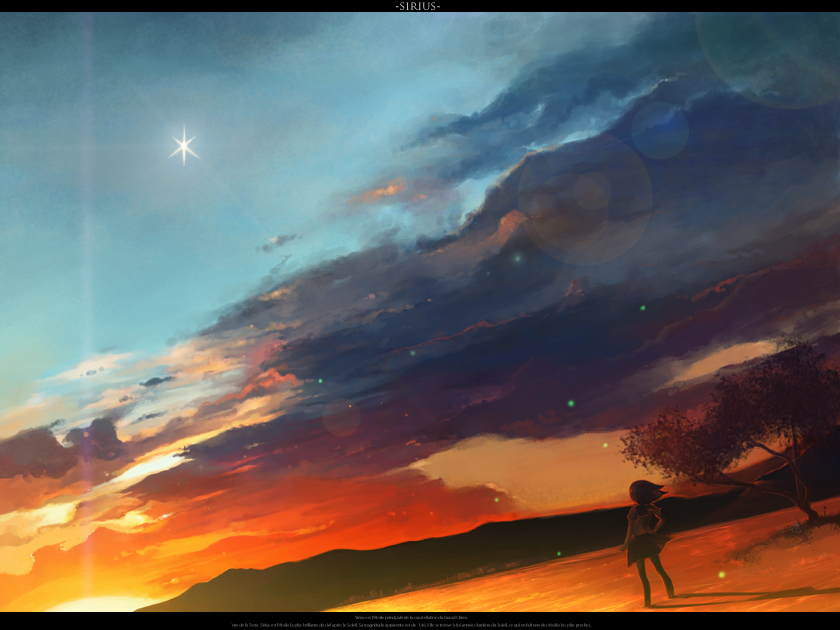 -SIRIUS-
Sirius est l'étoile principale de la constellation du Grand Chien.
Vue de la Terre, Sirius est l'étoile la plus brillante du ciel après le Soleil. Sa magnitude apparente est de -1.46. Elle se trouve à 8.6 années-lumière du Soleil, ce qui en fait une des étoiles les plus proches.